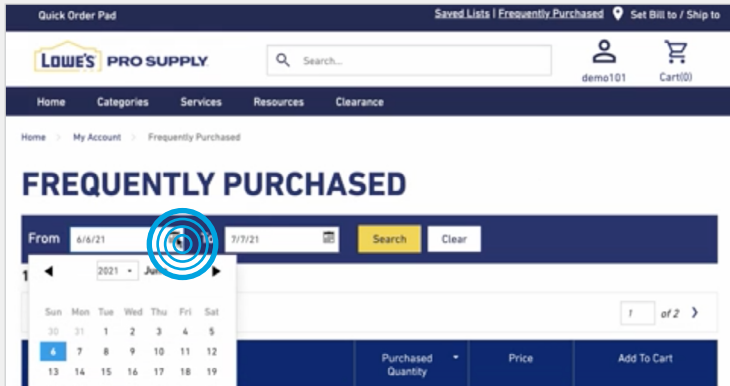 Quick Order Pad Saved Lists | Frequently Purchased Set Bill to / Ship to
LOWE'S PRO SUPPLY Search...
demo101 Cart(0)
Home Categories Services Resources Clearance
Home > My Account > Frequently Purchased
FREQUENTLY PURCHASED
From 6/6/21 To 7/7/21 Search Clear
1
2021 June
Sun Mon Tue Wed Thu Fri Sat
30 31 1 2 3 4 5
1 of 2 >
6 7 8 9 10 11 12
Purchased Quantity Price Add To Cart
13 14 15 16 17 18 19